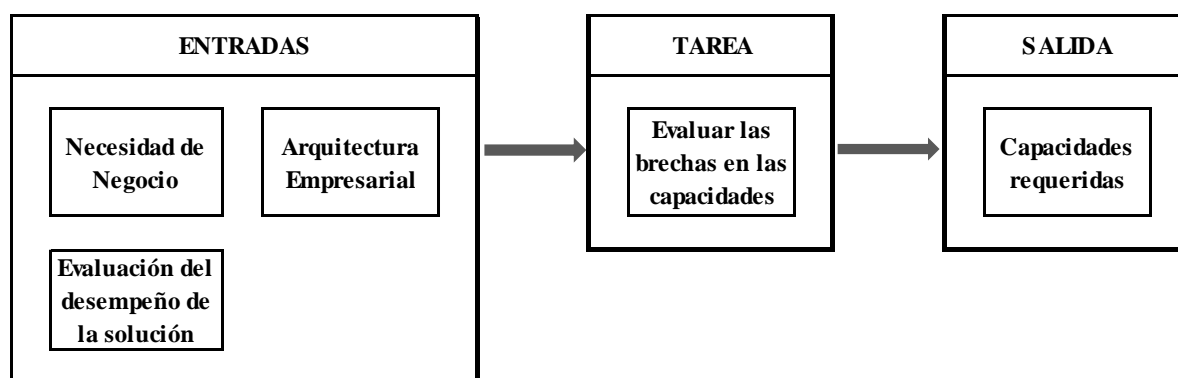 ENTRADAS
Necesidad de
Negocio
Arquitectura
Empresarial
Evaluación del
desempeño de
la solución
TAREA
Evaluar las
brechas en las
capacidades
SALIDA
Capacidades
requeridas